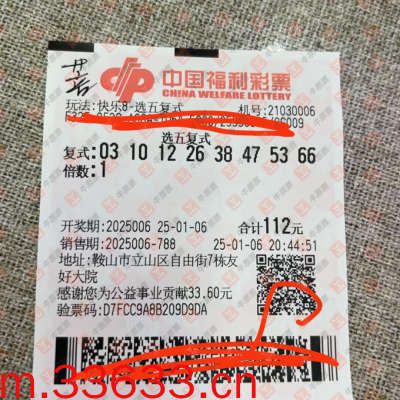 中国福利彩票
CHINA WELFARE LOTTERY
玩法:快乐8-选五复式 机号:21030006
选五复式
复式:03 10 12 26 38 47 53 66
倍数:1
开奖期:2025006 25-01-06 合计112元
销售期:2025006-788 25-01-06 20:44:51
地址:鞍山市立山区自由街7栋友
好大院
感谢您为公益事业贡献33.60元
验票码:D7FCC9A8B209D9DA
m.33633.cn